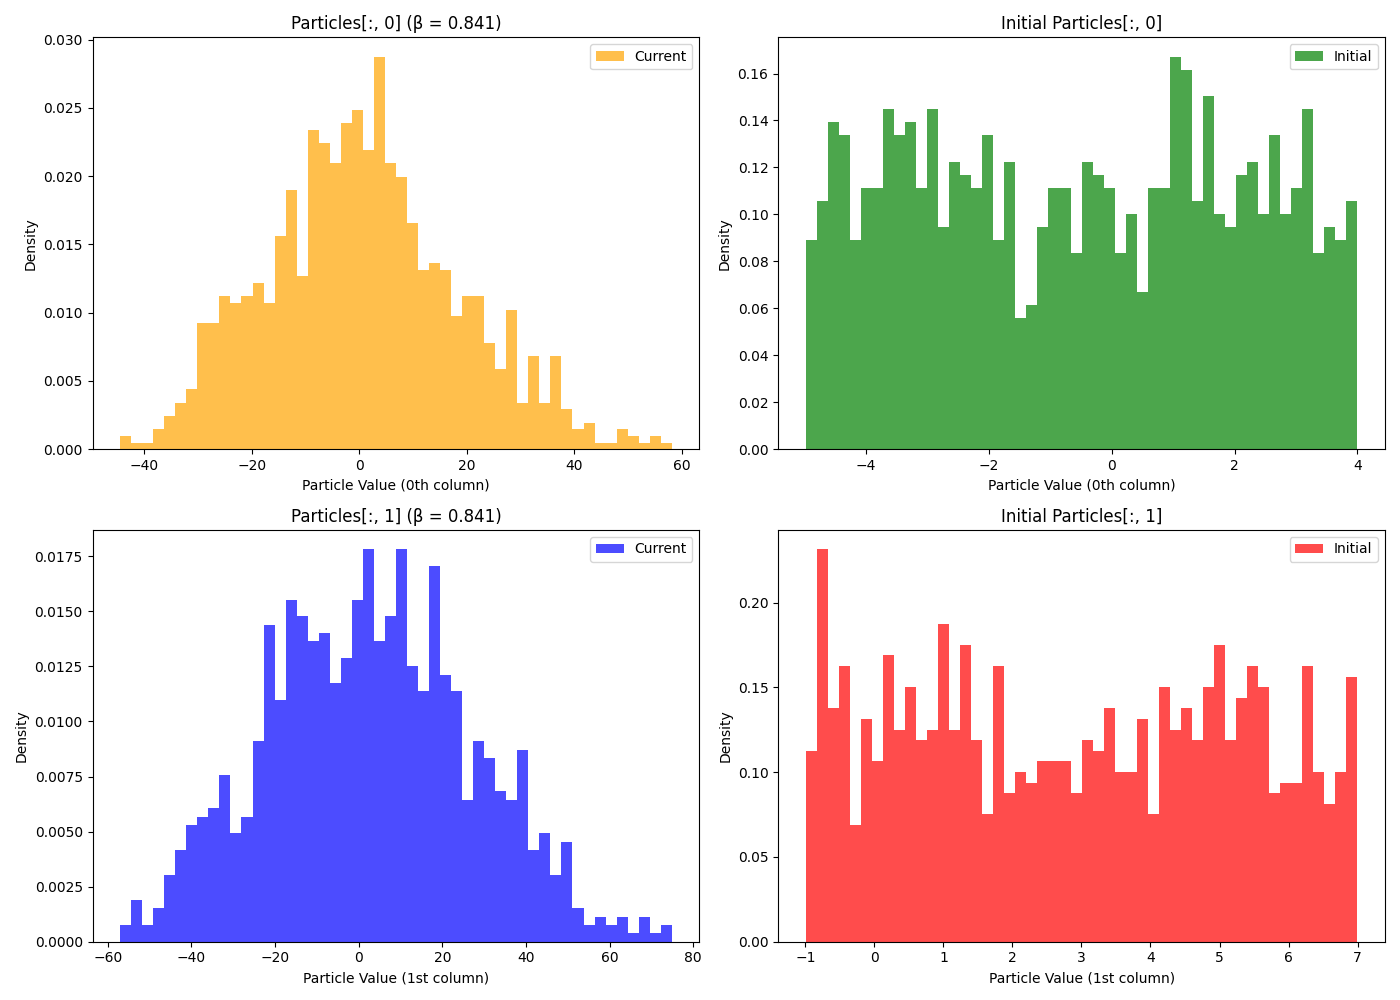 Particles[:, 0] (β = 0.841)
Current
Density
0.030
0.025
0.020
0.015
0.010
0.005
0.000
−40 −20 0 20 40 60
Particle Value (0th column)
Initial Particles[:, 0]
Initial
Density
0.16
0.14
0.12
0.10
0.08
0.06
0.04
0.02
0.00
−4 −2 0 2 4
Particle Value (0th column)
Particles[:, 1] (β = 0.841)
Current
Density
0.0175
0.0150
0.0125
0.0100
0.0075
0.0050
0.0025
0.0000
−60 −40 −20 0 20 40 60 80
Particle Value (1st column)
Initial Particles[:, 1]
Initial
Density
0.20
0.15
0.10
0.05
0.00
−1 0 1 2 3 4 5 6 7
Particle Value (1st column)